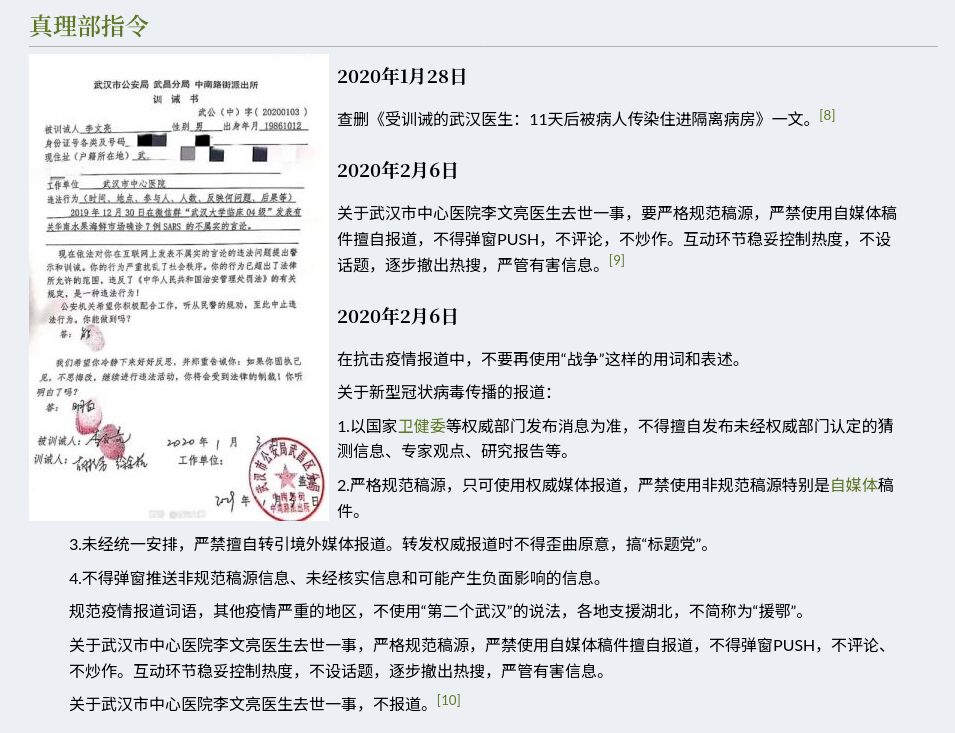 真理部指令
武汉市公安局 武昌分局 中南路街派出所
训 诫 书
武公（中）字（20200103）
被训诫人 李文亮 性别 男 出身年月 19861012
身份证号各类及号码
现住址（户籍所在地） 武
工作单位 武汉市中心医院
违法行为（时间、地点、参与人、人数、反映何问题、后果等）
2019年12月30日在微信群“武汉大学临床04级”发表有
关华南水果海鲜市场确诊7例SARS的不属实的言论。
现在依法对你在互联网上发表不属实的言论的违法问题提出警
示和训诫。你的行为严重扰乱了社会秩序。你的行为已超出了法律
所允许的范围，违反了《中华人民共和国治安管理处罚法》的有关
规定，是一种违法行为！
公安机关希望你积极配合工作，听从民警的规劝，至此中止违
法行为。你能做到吗？
答：能
我们希望你冷静下来好好反思，并郑重告诫你：如果你固执己
见，不思悔改，继续进行违法活动，你将会受到法律的制裁！你听
明白了吗？
答：明白
被训诫人：李文亮 2020年1月3日
训诫人： 工作单位：
年 月 日
2020年1月28日
查删《受训诫的武汉医生：11天后被病人传染住进隔离病房》一文。[8]
2020年2月6日
关于武汉市中心医院李文亮医生去世一事，要严格规范稿源，严禁使用自媒体稿
件擅自报道，不得弹窗PUSH，不评论，不炒作。互动环节稳妥控制热度，不设
话题，逐步撤出热搜，严管有害信息。[9]
2020年2月6日
在抗击疫情报道中，不要再使用“战争”这样的用词和表述。
关于新型冠状病毒传播的报道：
1.以国家卫健委等权威部门发布消息为准，不得擅自发布未经权威部门认定的猜
测信息、专家观点、研究报告等。
2.严格规范稿源，只可使用权威媒体报道，严禁使用非规范稿源特别是自媒体稿
件。
3.未经统一安排，严禁擅自转引境外媒体报道。转发权威报道时不得歪曲原意，搞“标题党”。
4.不得弹窗推送非规范稿源信息、未经核实信息和可能产生负面影响的信息。
规范疫情报道词语，其他疫情严重的地区，不使用“第二个武汉”的说法，各地支援湖北，不简称为“援鄂”。
关于武汉市中心医院李文亮医生去世一事，严格规范稿源，严禁使用自媒体稿件擅自报道，不得弹窗PUSH，不评论、
不炒作。互动环节稳妥控制热度，不设话题，逐步撤出热搜，严管有害信息。
关于武汉市中心医院李文亮医生去世一事，不报道。[10]